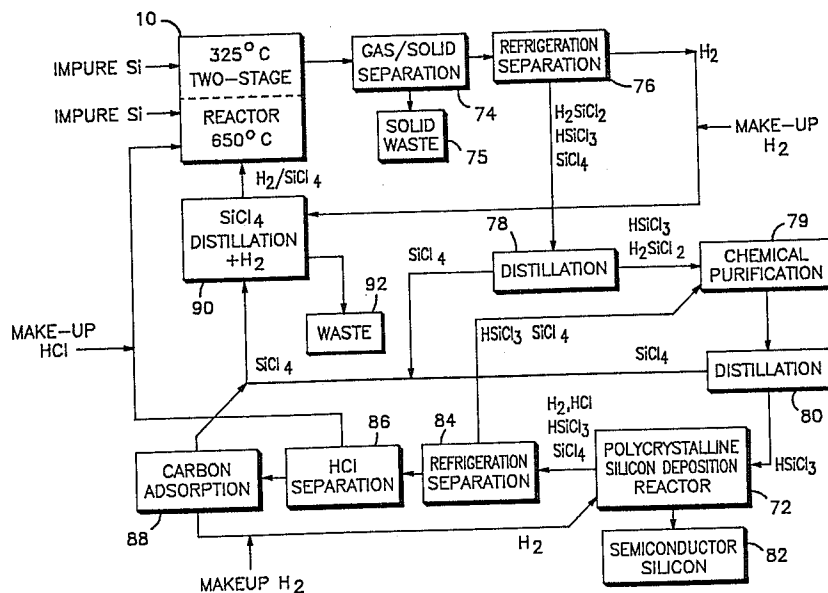 10
325° C
TWO-STAGE
REACTOR
650° C
IMPURE Si
IMPURE Si
GAS/SOLID
SEPARATION
74
SOLID
WASTE
75
REFRIGERATION
SEPARATION
76
H2
H2SiCl2
HSiCl3
SiCl4
MAKE-UP
H2
H2/SiCl4
SiCl4
DISTILLATION
+H2
90
92
WASTE
78
DISTILLATION
SiCl4
HSiCl3
H2SiCl2
79
CHEMICAL
PURIFICATION
MAKE-UP
HCl
SiCl4
HSiCl3 SiCl4
SiCl4
DISTILLATION
80
HSiCl3
86
HCl
SEPARATION
84
REFRIGERATION
SEPARATION
H2,HCl
HSiCl3
SiCl4
POLYCRYSTALLINE
SILICON DEPOSITION
REACTOR
72
CARBON
ADSORPTION
88
MAKEUP H2
H2
SEMICONDUCTOR
SILICON
82